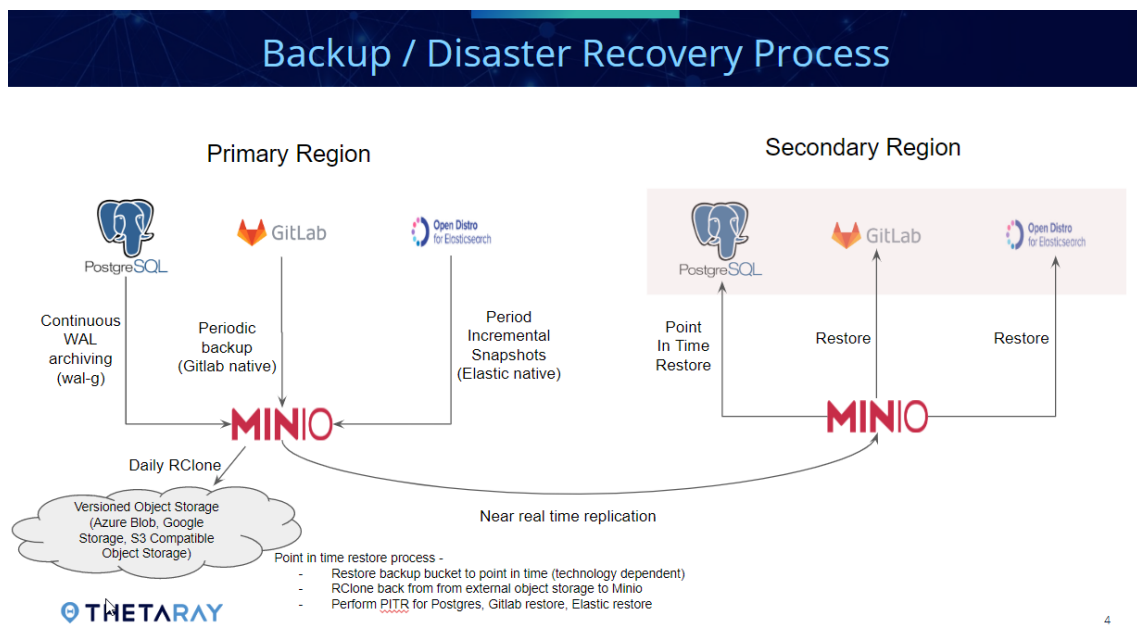 Backup / Disaster Recovery Process
Primary Region
Secondary Region
PostgreSQL
GitLab
Open Distro
for Elasticsearch
PostgreSQL
GitLab
Open Distro
for Elasticsearch
Continuous
WAL
archiving
(wal-g)
Periodic
backup
(Gitlab native)
Period
Incremental
Snapshots
(Elastic native)
Point
In Time
Restore
Restore
Restore
MINIO
MINIO
Daily RClone
Versioned Object Storage
(Azure Blob, Google
Storage, S3 Compatible
Object Storage)
Near real time replication
Point in time restore process -
- Restore backup bucket to point in time (technology dependent)
- RClone back from from external object storage to Minio
- Perform PITR for Postgres, Gitlab restore, Elastic restore
THETARAY
4